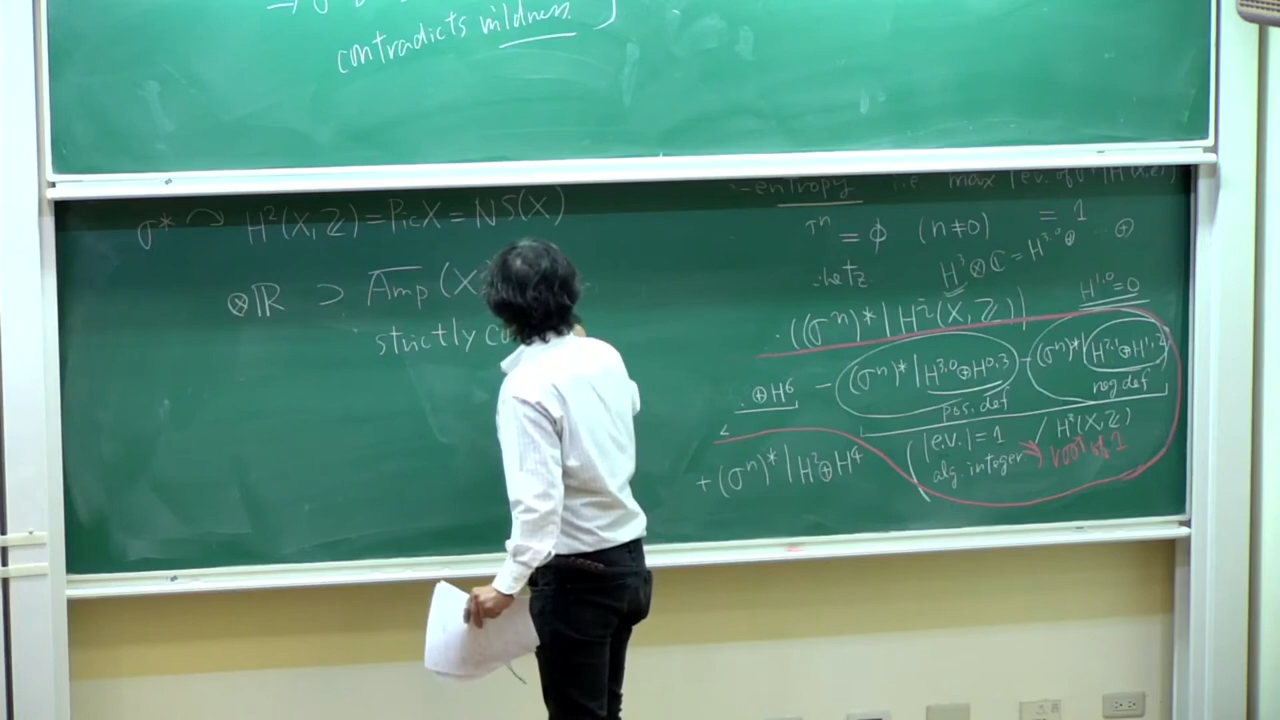 contradicts mildness ]
σ* ↷ H²(X, ℤ) = Pic X = NS(X)
⊗ℝ ⊃ A̅m̅p̅ (X
strictly co
-entropy i.e max |e.v. of
= φ (n≠0) = 1
H³⊗ℂ = H³·⁰ ⊕ ⊕
H¹·⁰=0
((σⁿ)* | H²(X, ℤ))
⊕H⁶ - (σⁿ)* | H³·⁰⊕H⁰·³ - (σⁿ)* | H²·¹⊕H¹·²
pos. def neg. def
+ (σⁿ)* | H²⊕H⁴
|e.v.| = 1 / H³(X, ℤ)
alg. integer → root of 1